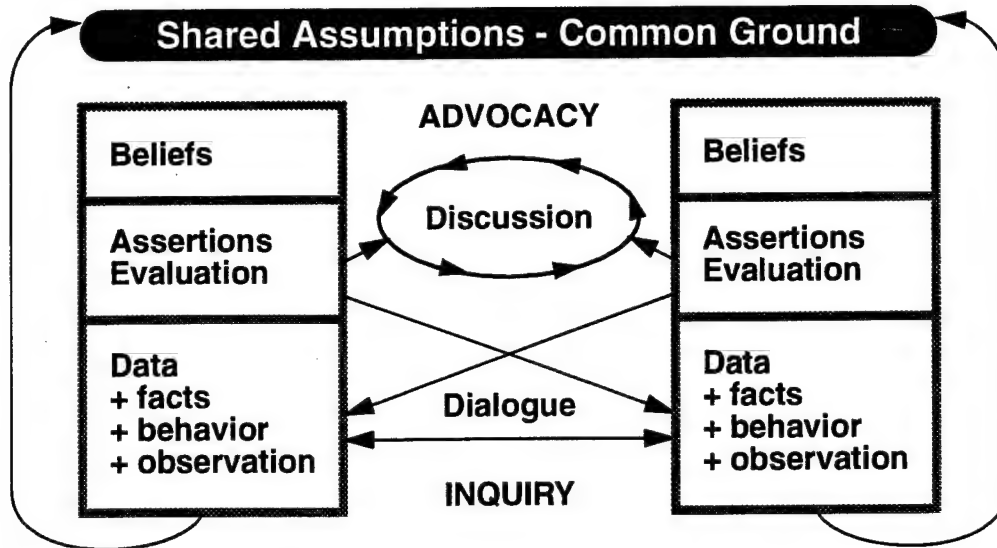 Shared Assumptions - Common Ground
ADVOCACY
Beliefs
Assertions
Evaluation
Data
+ facts
+ behavior
+ observation
Discussion
Dialogue
INQUIRY
Beliefs
Assertions
Evaluation
Data
+ facts
+ behavior
+ observation